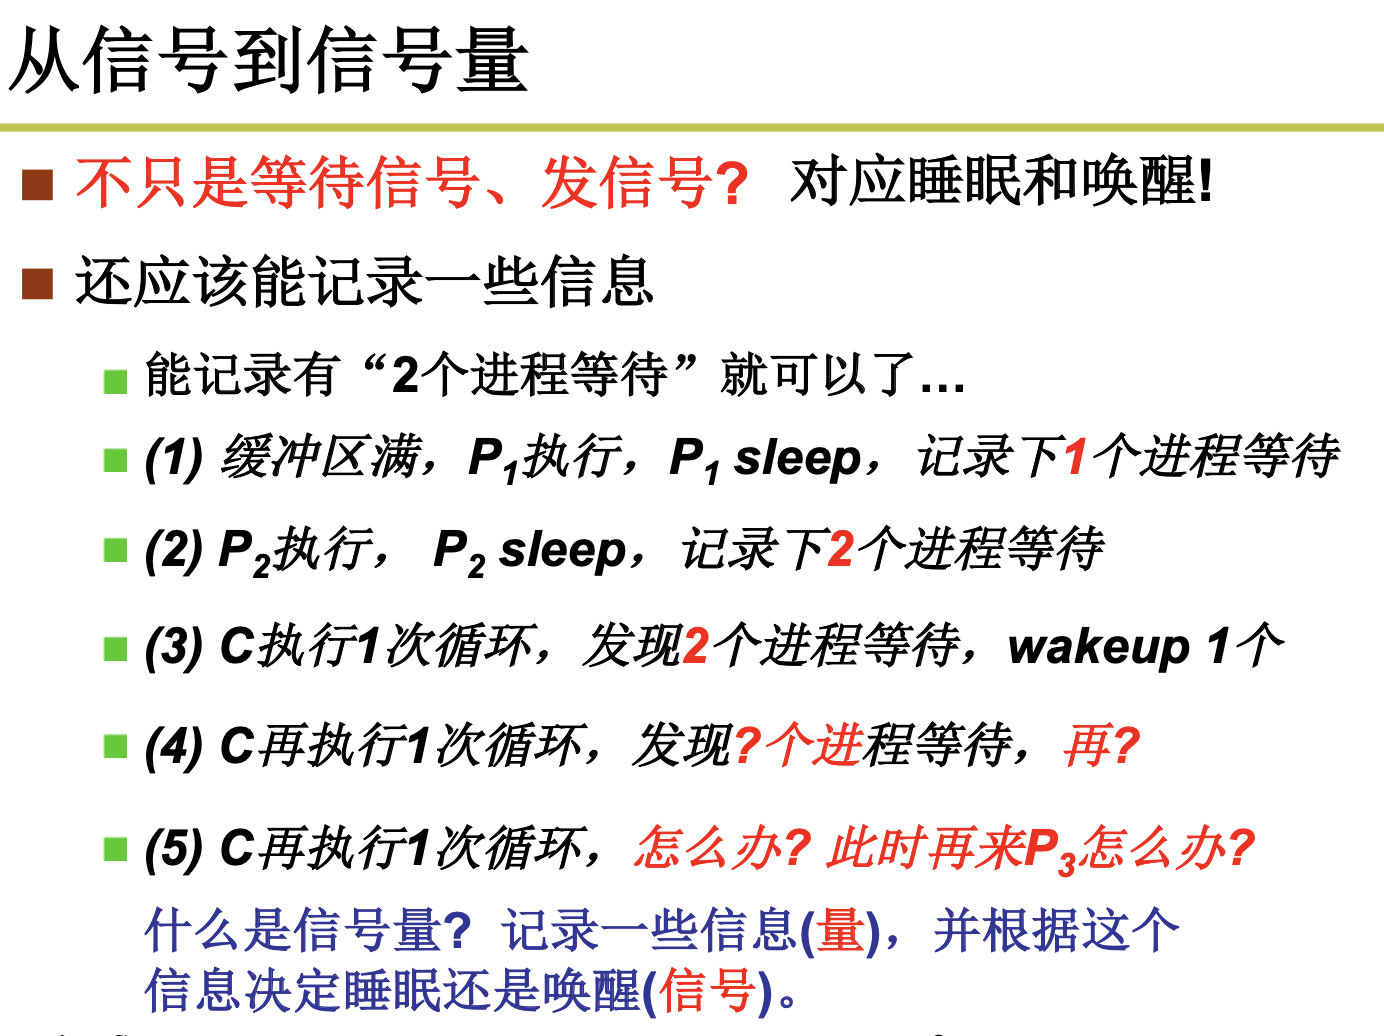 从信号到信号量
不只是等待信号、发信号? 对应睡眠和唤醒!
还应该能记录一些信息
能记录有“2个进程等待”就可以了…
(1) 缓冲区满，P1执行，P1 sleep，记录下1个进程等待
(2) P2执行， P2 sleep，记录下2个进程等待
(3) C执行1次循环，发现2个进程等待，wakeup 1个
(4) C再执行1次循环，发现?个进程等待，再?
(5) C再执行1次循环，怎么办? 此时再来P3怎么办?
什么是信号量? 记录一些信息(量)，并根据这个
信息决定睡眠还是唤醒(信号)。